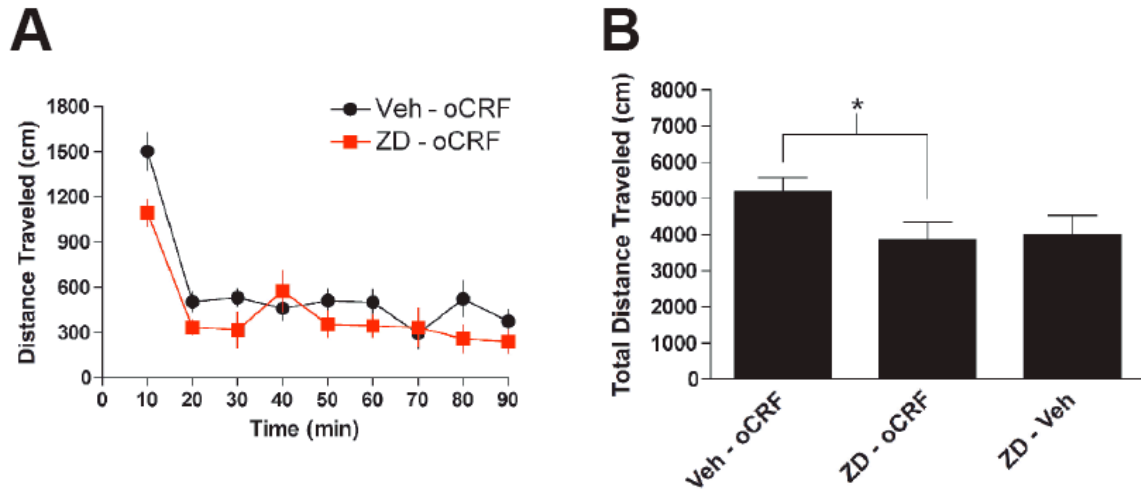 A
Veh - oCRF
ZD - oCRF
Distance Traveled (cm)
1800
1500
1200
900
600
300
0
0 10 20 30 40 50 60 70 80 90
Time (min)
B
*
Total Distance Traveled (cm)
8000
7000
6000
5000
4000
3000
2000
1000
0
Veh - oCRF
ZD - oCRF
ZD - Veh